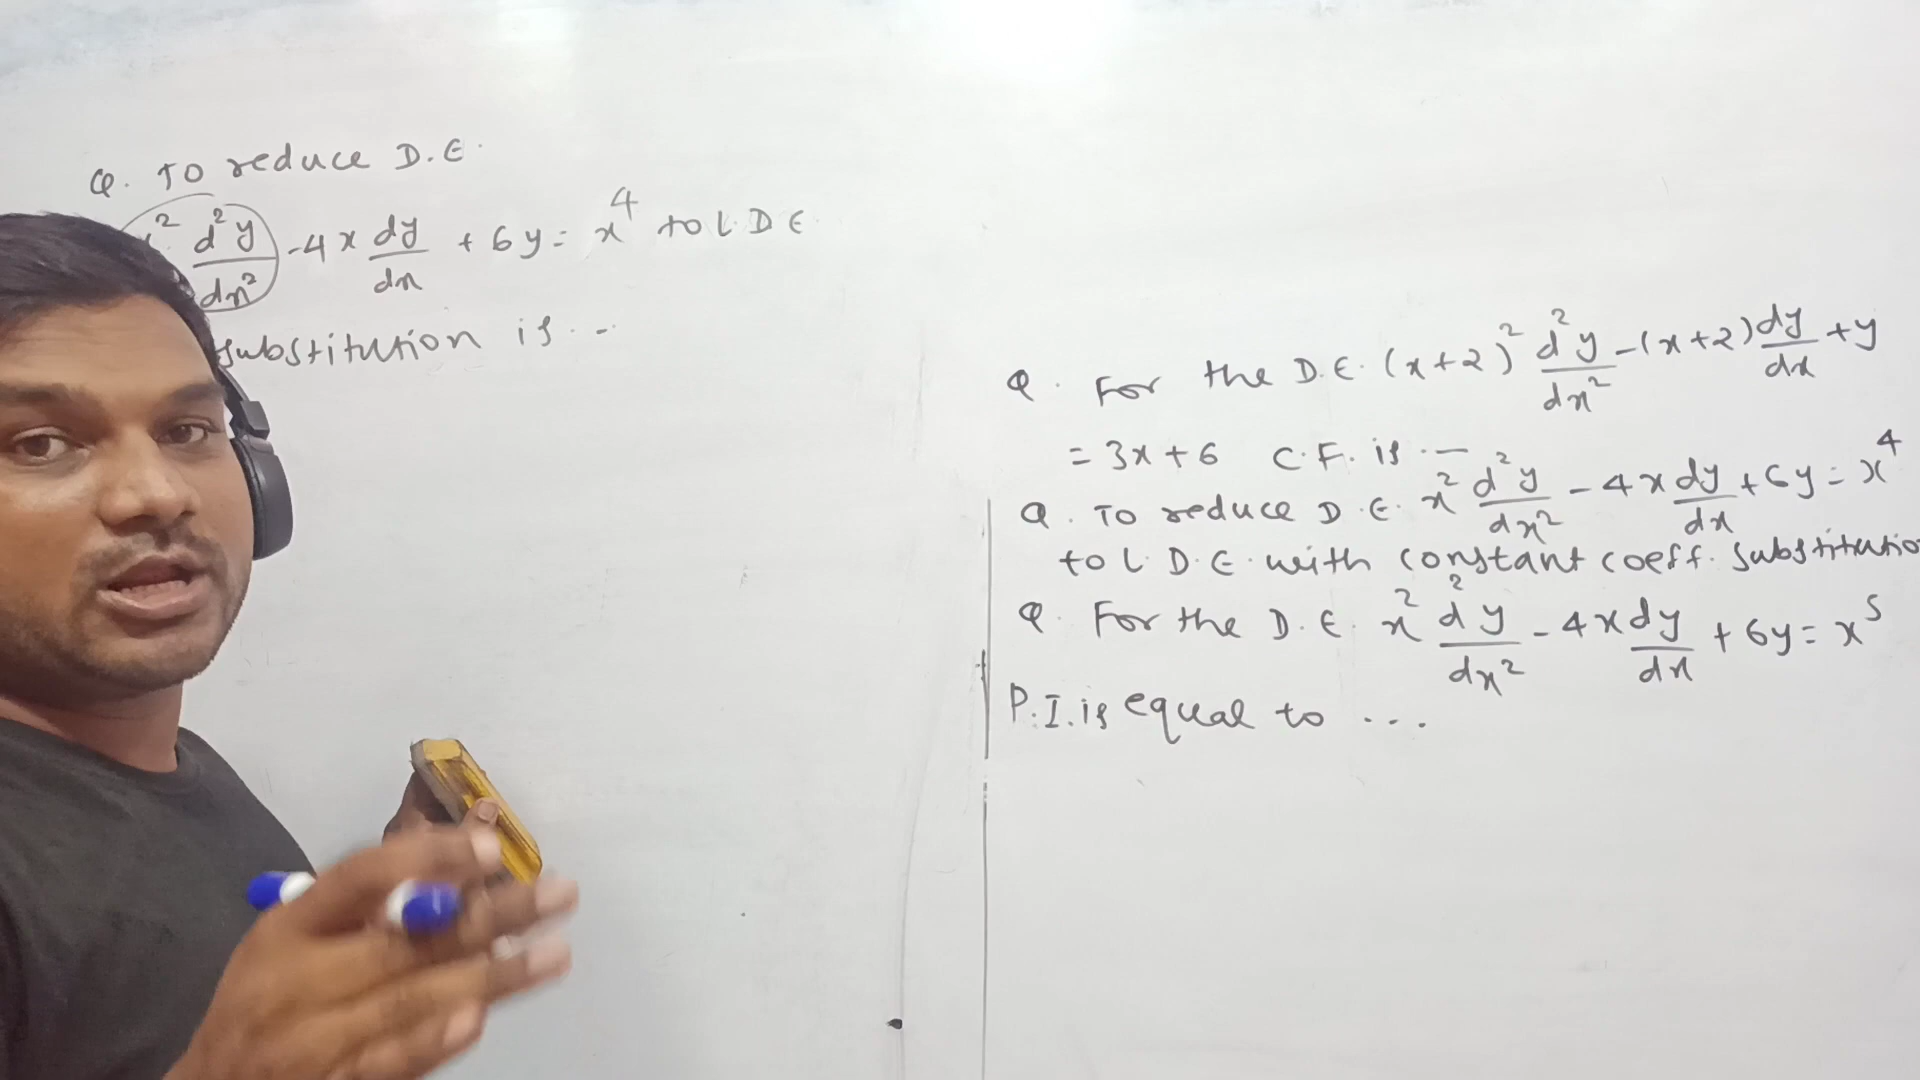 Q. To reduce D.E.
² d²y/dx² - 4x dy/dx + 6y = x⁴ to L.D.E
substitution is ...
Q. For the D.E. (x+2)² d²y/dx² - (x+2) dy/dx + y
= 3x+6 C.F. is ...
Q. To reduce D.E. x² d²y/dx² - 4x dy/dx + 6y = x⁴
to L.D.E. with constant coeff. substitutio
Q. For the D.E. x² d²y/dx² - 4x dy/dx + 6y = x⁵
P.I. is equal to ...